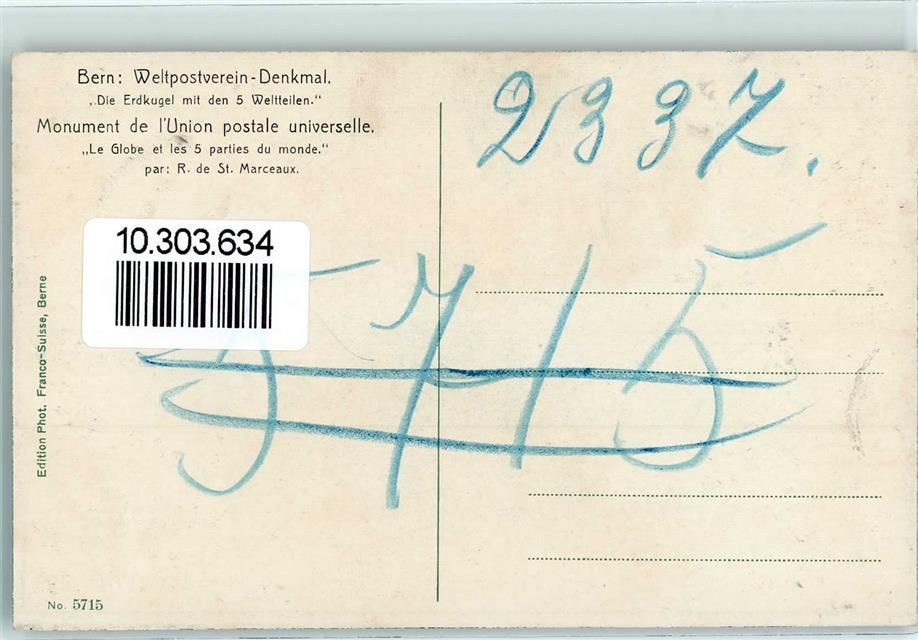 Bern: Weltpostverein-Denkmal.
„Die Erdkugel mit den 5 Weltteilen."
Monument de l'Union postale universelle.
„Le Globe et les 5 parties du monde."
par: R. de St. Marceaux.
2337.
10.303.634
5715
Edition Phot. Franco-Suisse, Berne
No. 5715